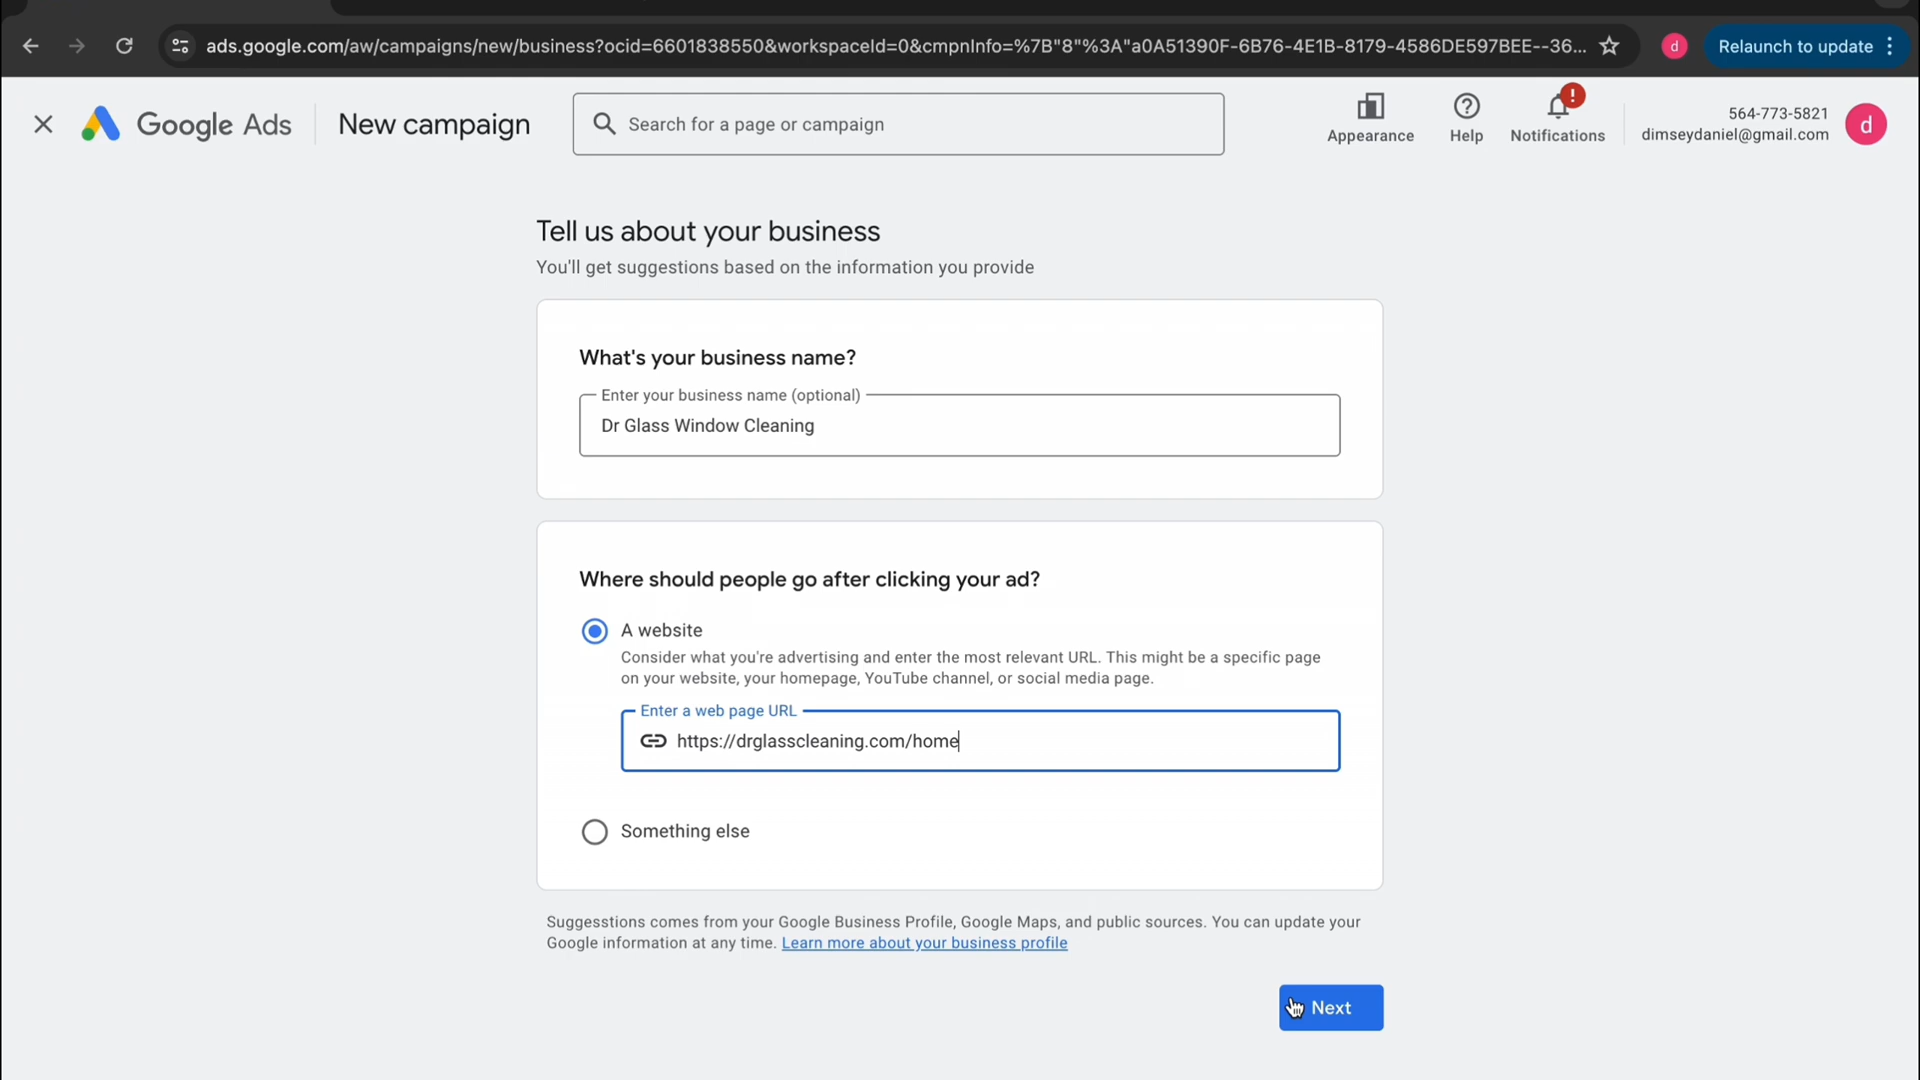 ads.google.com/aw/campaigns/new/business?ocid=6601838550&workspaceId=0&cmpnInfo=%7B"8"%3A"a0A51390F-6B76-4E1B-8179-4586DE597BEE--36...
d
Relaunch to update
Google Ads
New campaign
Search for a page or campaign
Appearance
Help
!
Notifications
564-773-5821
dimseydaniel@gmail.com
d
Tell us about your business
You'll get suggestions based on the information you provide
What's your business name?
Enter your business name (optional)
Dr Glass Window Cleaning
Where should people go after clicking your ad?
A website
Consider what you're advertising and enter the most relevant URL. This might be a specific page
on your website, your homepage, YouTube channel, or social media page.
Enter a web page URL
https://drglasscleaning.com/home
Something else
Suggesstions comes from your Google Business Profile, Google Maps, and public sources. You can update your
Google information at any time. Learn more about your business profile
Next